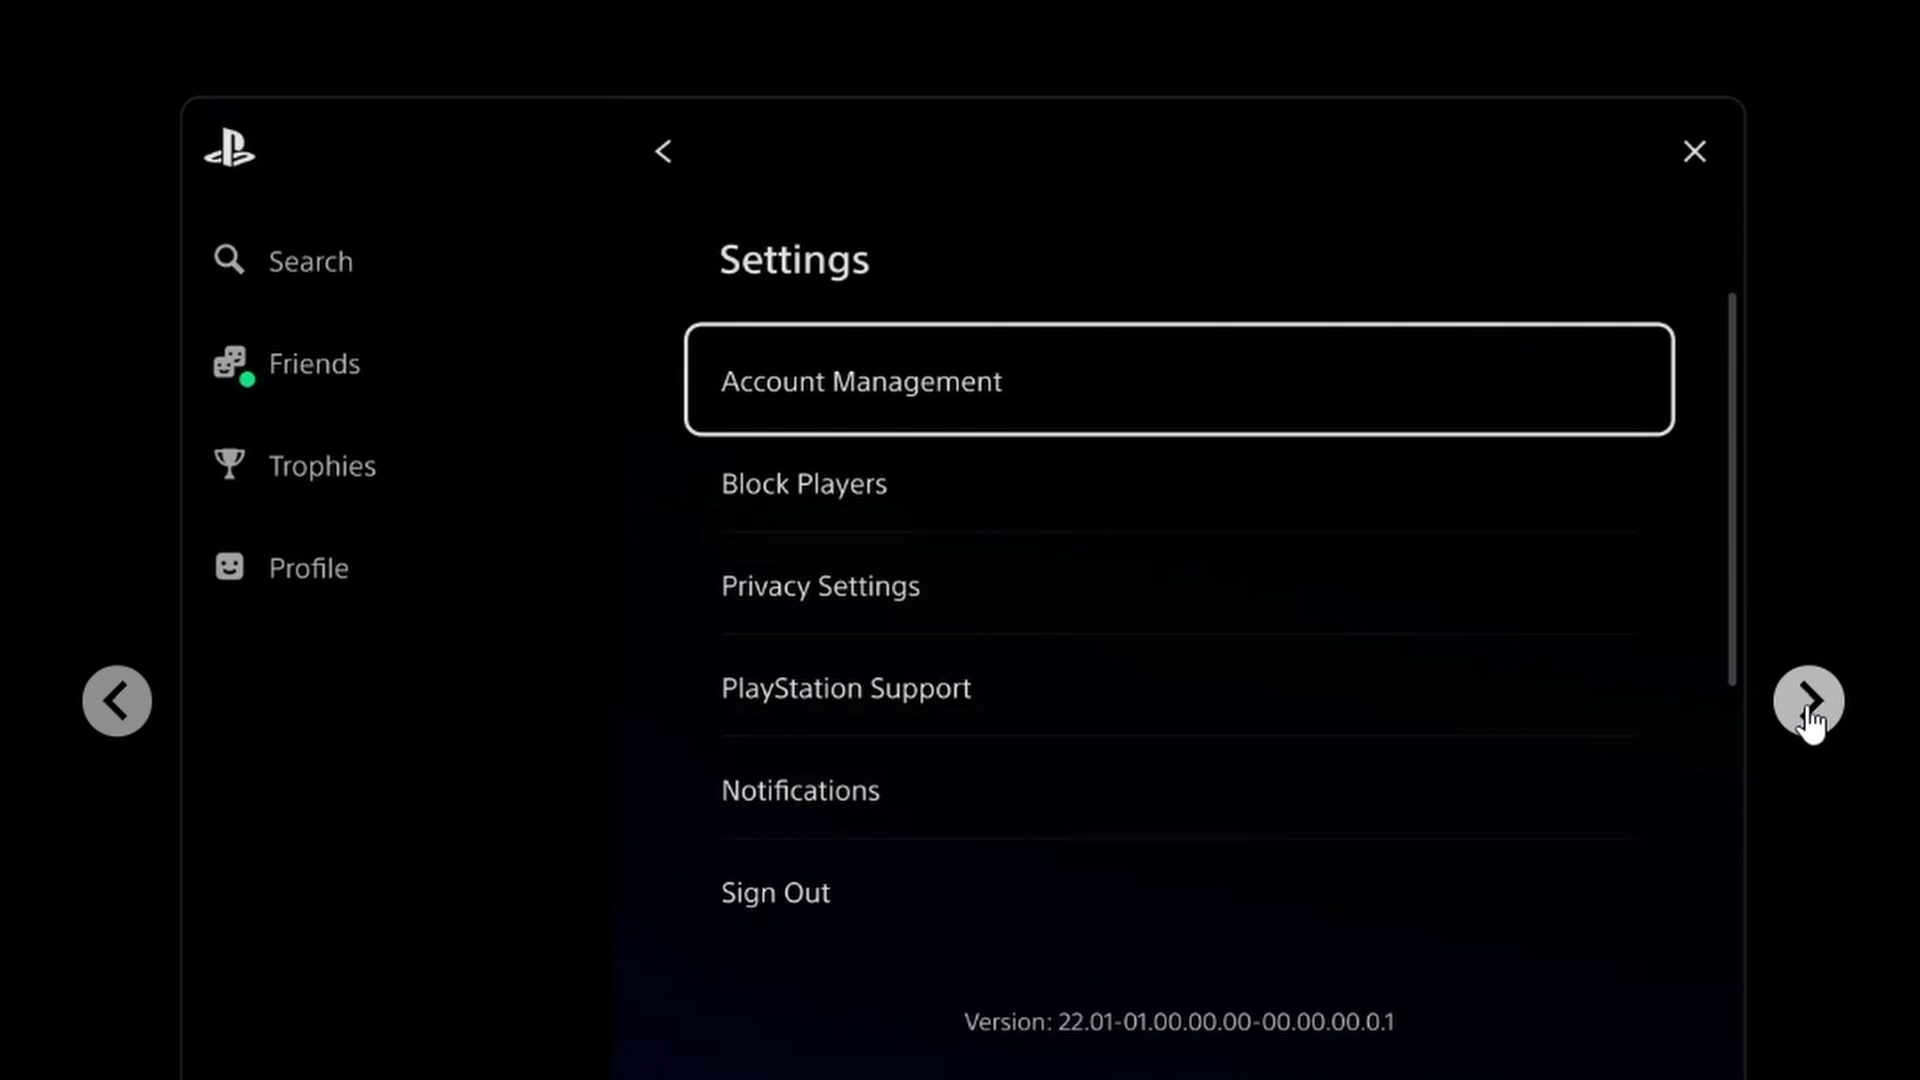 Search
Friends
Trophies
Profile
Settings
Account Management
Block Players
Privacy Settings
PlayStation Support
Notifications
Sign Out
Version: 22.01-01.00.00.00-00.00.00.0.1